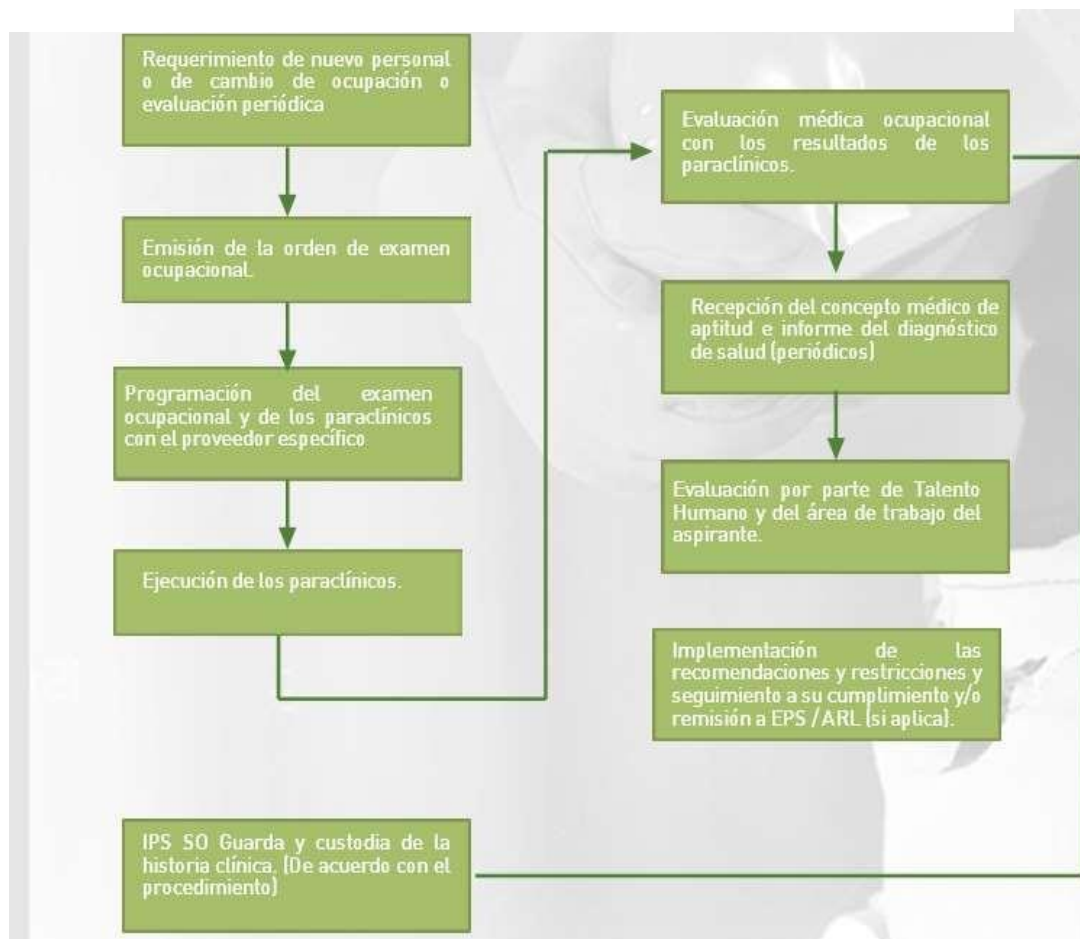 Requerimiento de nuevo personal
o de cambio de ocupación o
evaluación periódica
Emisión de la orden de examen
ocupacional.
Programación del examen
ocupacional y de los paraclínicos
con el proveedor específico
Ejecución de los paraclínicos.
Evaluación médica ocupacional
con los resultados de los
paraclínicos.
Recepción del concepto médico de
aptitud e informe del diagnóstico
de salud (periódicos)
Evaluación por parte de Talento
Humano y del área de trabajo del
aspirante.
Implementación de las
recomendaciones y restricciones y
seguimiento a su cumplimiento y/o
remisión a EPS /ARL (si aplica).
IPS SO Guarda y custodia de la
historia clínica. (De acuerdo con el
procedimiento)